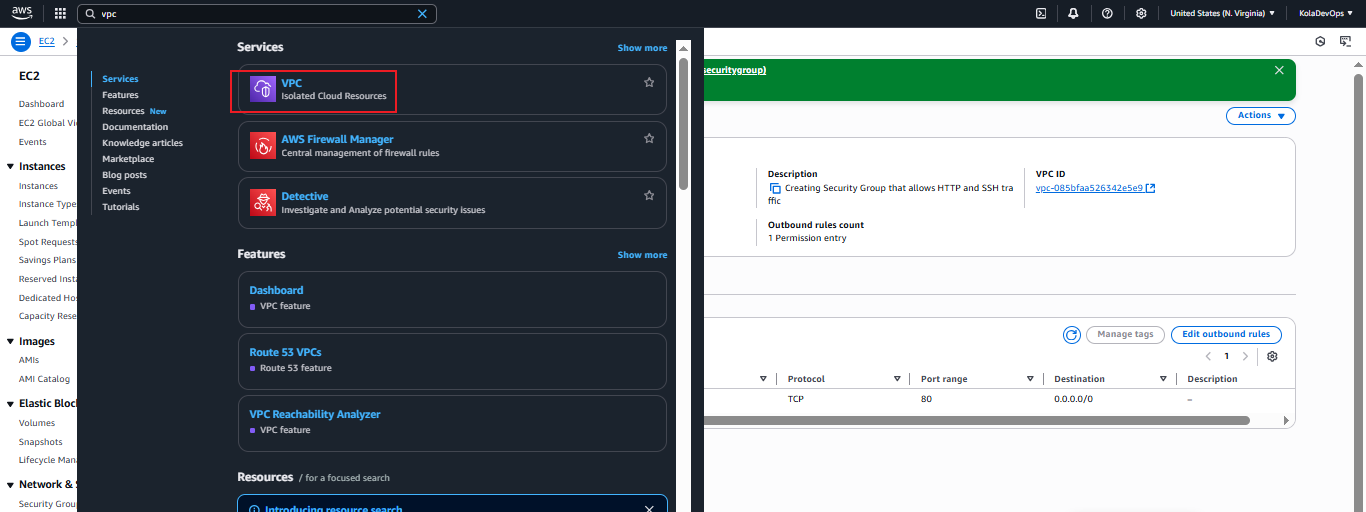 aws
vpc
United States (N. Virginia)
KolaDevOps
EC2
EC2
Dashboard
EC2 Global Vi
Events
Instances
Instances
Instance Type
Launch Templ
Spot Requests
Savings Plans
Reserved Insta
Dedicated Hos
Capacity Rese
Images
AMIs
AMI Catalog
Elastic Block
Volumes
Snapshots
Lifecycle Man
Network & S
Security Grou
Services
Features
Resources New
Documentation
Knowledge articles
Marketplace
Blog posts
Events
Tutorials
Services
Show more
VPC
Isolated Cloud Resources
AWS Firewall Manager
Central management of firewall rules
Detective
Investigate and Analyze potential security issues
Features
Show more
Dashboard
VPC feature
Route 53 VPCs
Route 53 feature
VPC Reachability Analyzer
VPC feature
Resources / for a focused search
Introducing resource search
securitygroup)
Actions
Description
Creating Security Group that allows HTTP and SSH tra
ffic
VPC ID
vpc-085bfaa526342e5e9
Outbound rules count
1 Permission entry
Manage tags
Edit outbound rules
1
Protocol
Port range
Destination
Description
TCP
80
0.0.0.0/0
–